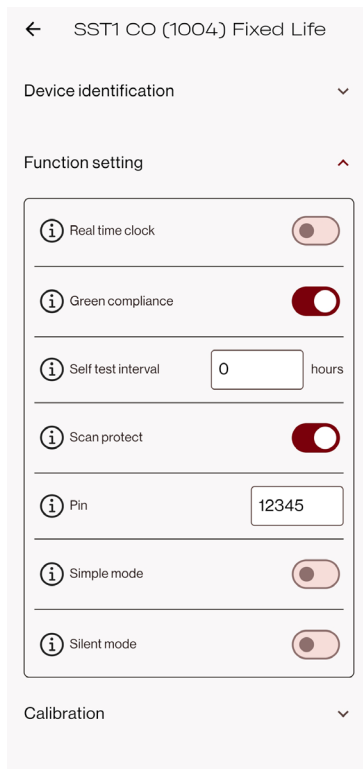 SST1 CO (1004) Fixed Life
Device identification
Function setting
Real time clock
Green compliance
Self test interval 0 hours
Scan protect
Pin 12345
Simple mode
Silent mode
Calibration